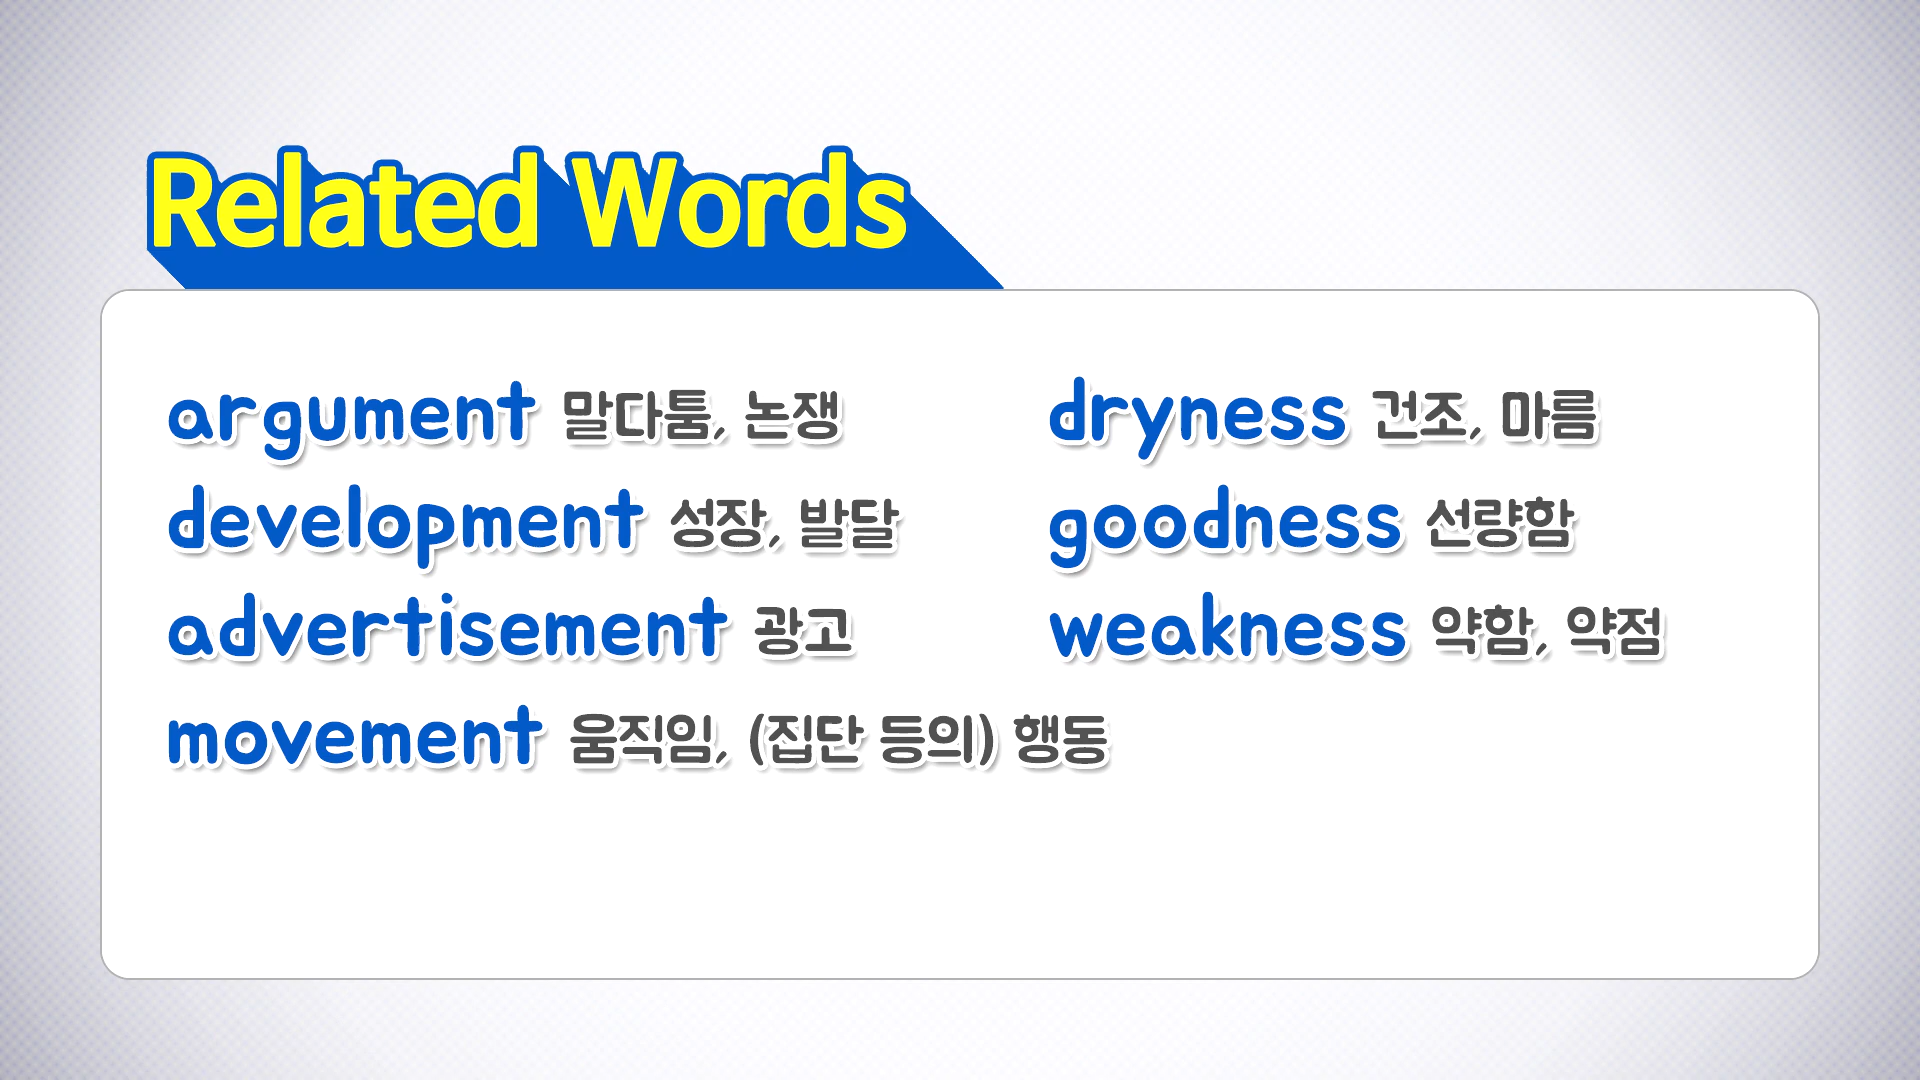 Related Words
argument 말다툼, 논쟁
development 성장, 발달
advertisement 광고
movement 움직임, (집단 등의) 행동
dryness 건조, 마름
goodness 선량함
weakness 약함, 약점